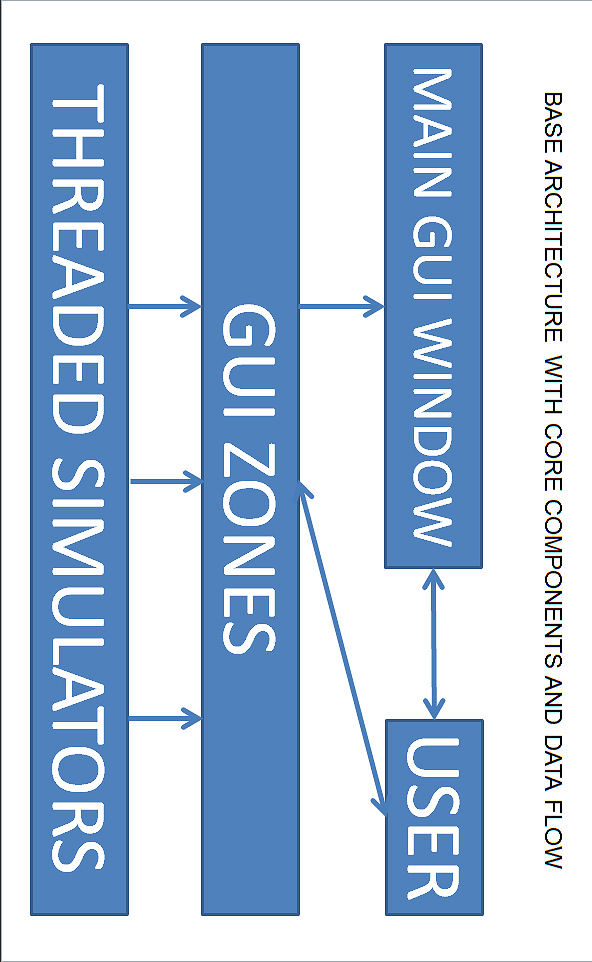 BASE ARCHITECTURE WITH CORE COMPONENTS AND DATA FLOW
MAIN GUI WINDOW
USER
GUI ZONES
THREADED SIMULATORS